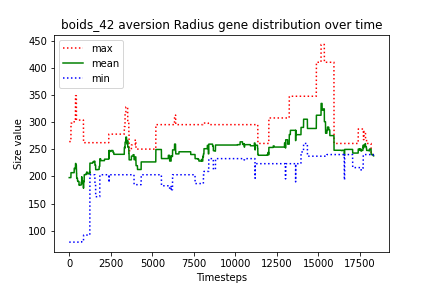 boids_42 aversion Radius gene distribution over time
max
mean
min
Size value
450
400
350
300
250
200
150
100
0
2500
5000
7500
10000
12500
15000
17500
Timesteps